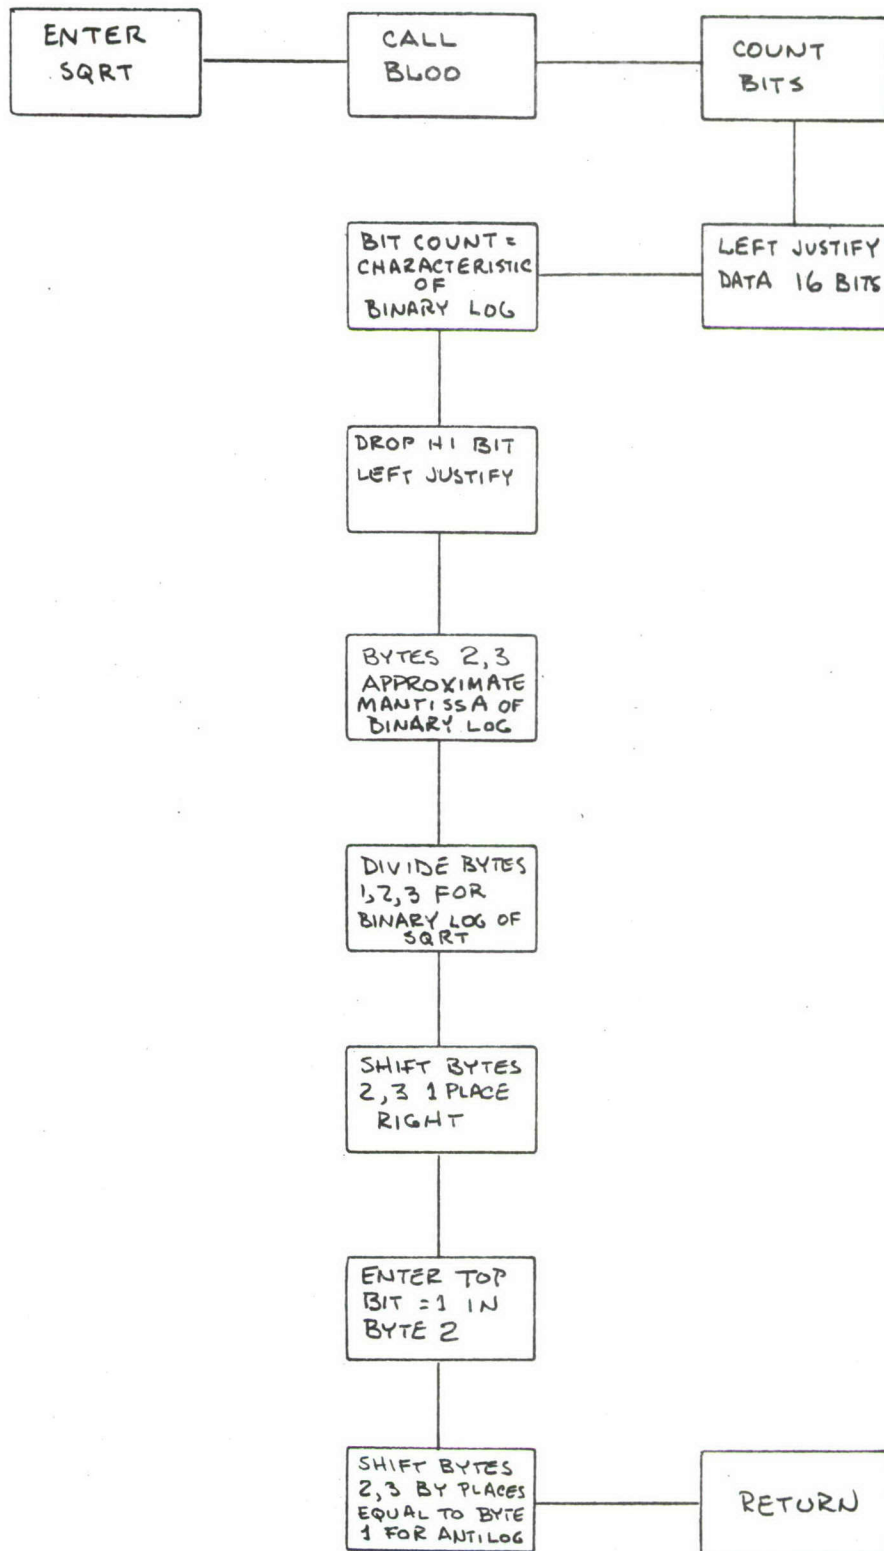 ENTER
SQRT
CALL
BLOD
COUNT
BITS
LEFT JUSTIFY
DATA 16 BITS
BIT COUNT =
CHARACTERISTIC
OF
BINARY LOG
DROP HI BIT
LEFT JUSTIFY
BYTES 2,3
APPROXIMATE
MANTISSA OF
BINARY LOG
DIVIDE BYTES
1,2,3 FOR
BINARY LOG OF
SQRT
SHIFT BYTES
2,3 1 PLACE
RIGHT
ENTER TOP
BIT = 1 IN
BYTE 2
SHIFT BYTES
2,3 BY PLACES
EQUAL TO BYTE
1 FOR ANTILOG
RETURN